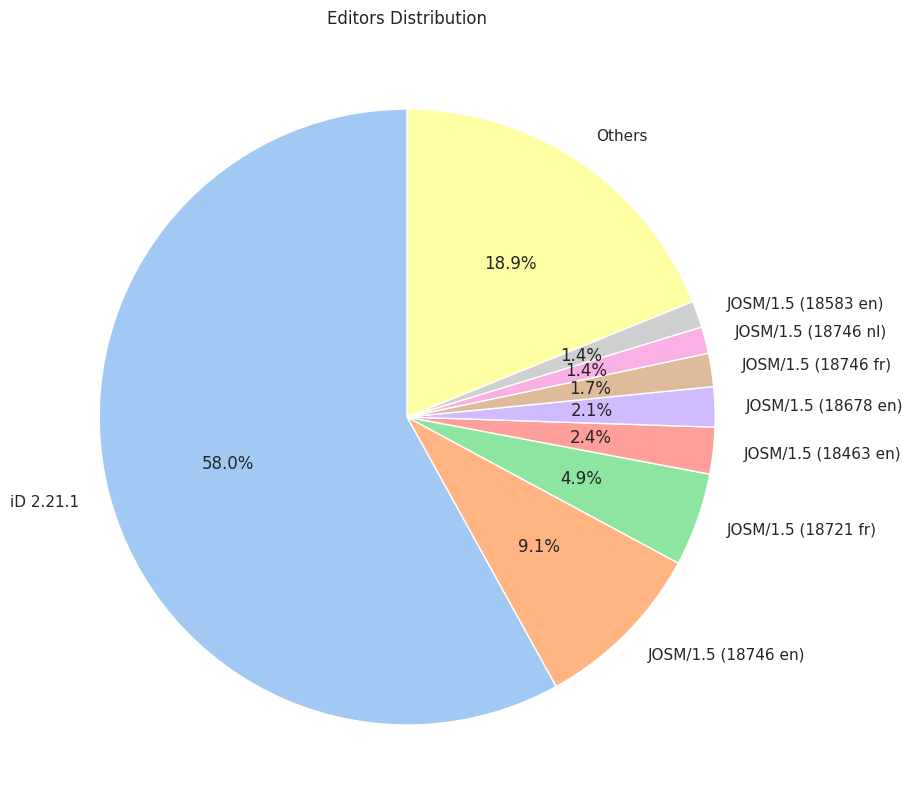 Editors Distribution
Others
18.9%
JOSM/1.5 (18583 en)
1.4%
JOSM/1.5 (18746 nl)
1.4%
JOSM/1.5 (18746 fr)
1.7%
JOSM/1.5 (18678 en)
2.1%
JOSM/1.5 (18463 en)
2.4%
JOSM/1.5 (18721 fr)
4.9%
JOSM/1.5 (18746 en)
9.1%
iD 2.21.1
58.0%